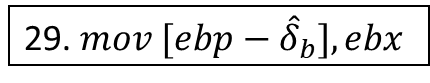 29. mov [ebp − δ̂_b], ebx